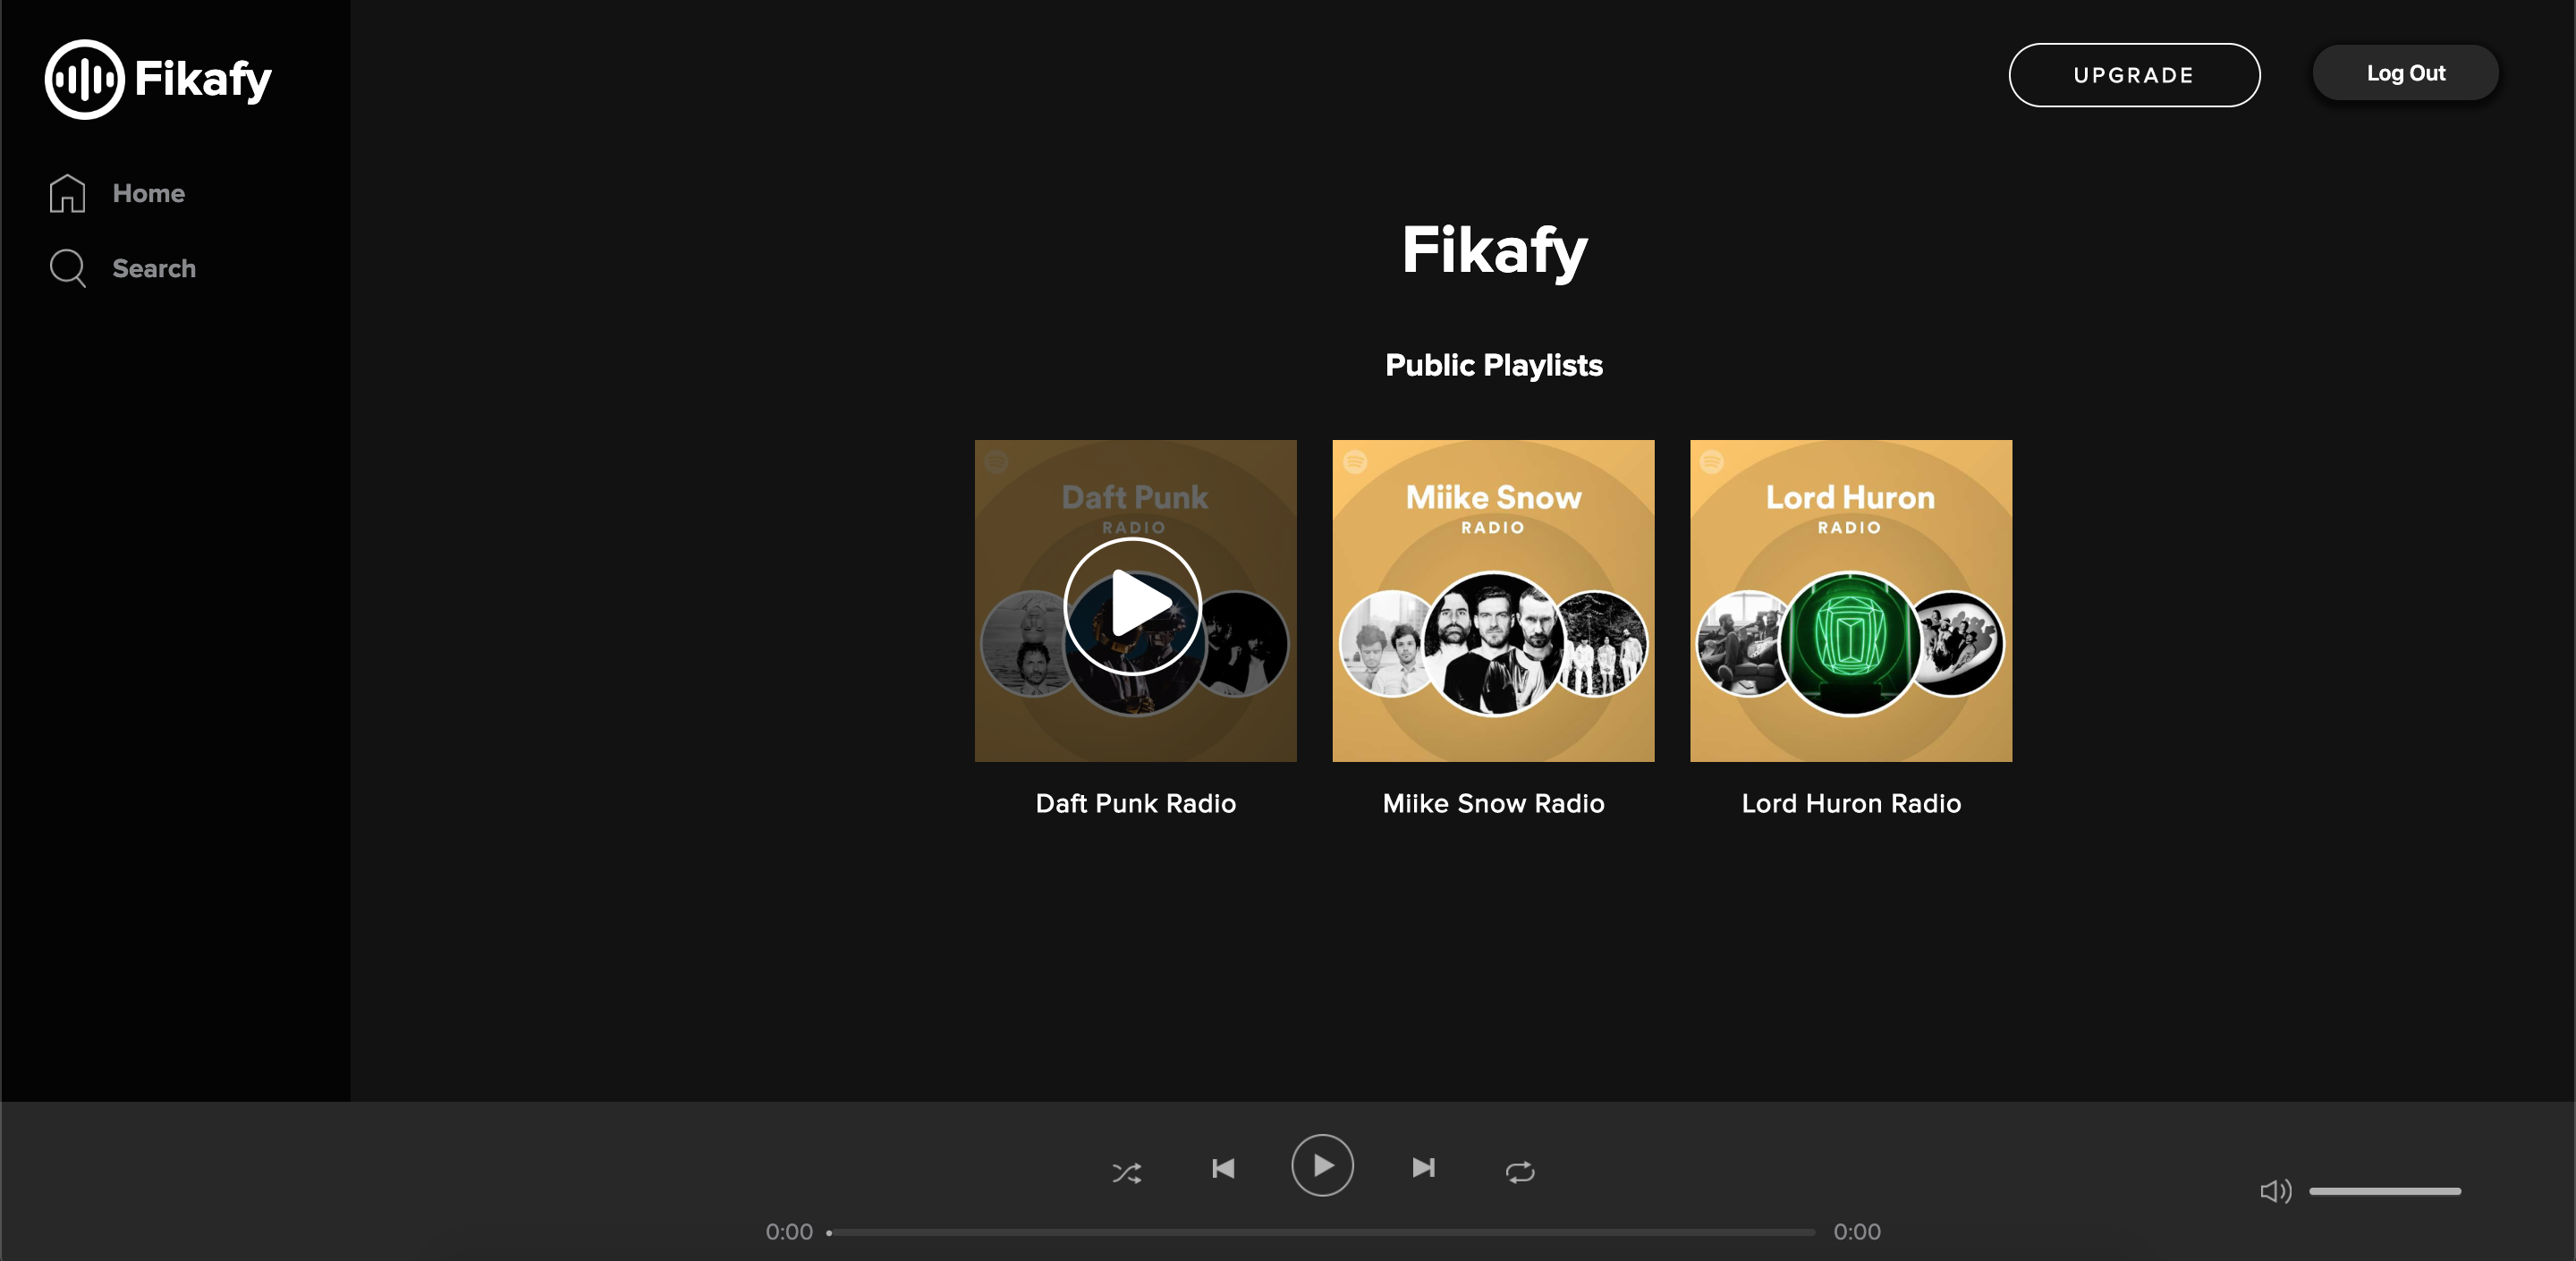 Fikafy
Home
Search
UPGRADE
Log Out
Fikafy
Public Playlists
Daft Punk
RADIO
Miike Snow
RADIO
Lord Huron
RADIO
Daft Punk Radio
Miike Snow Radio
Lord Huron Radio
0:00
0:00